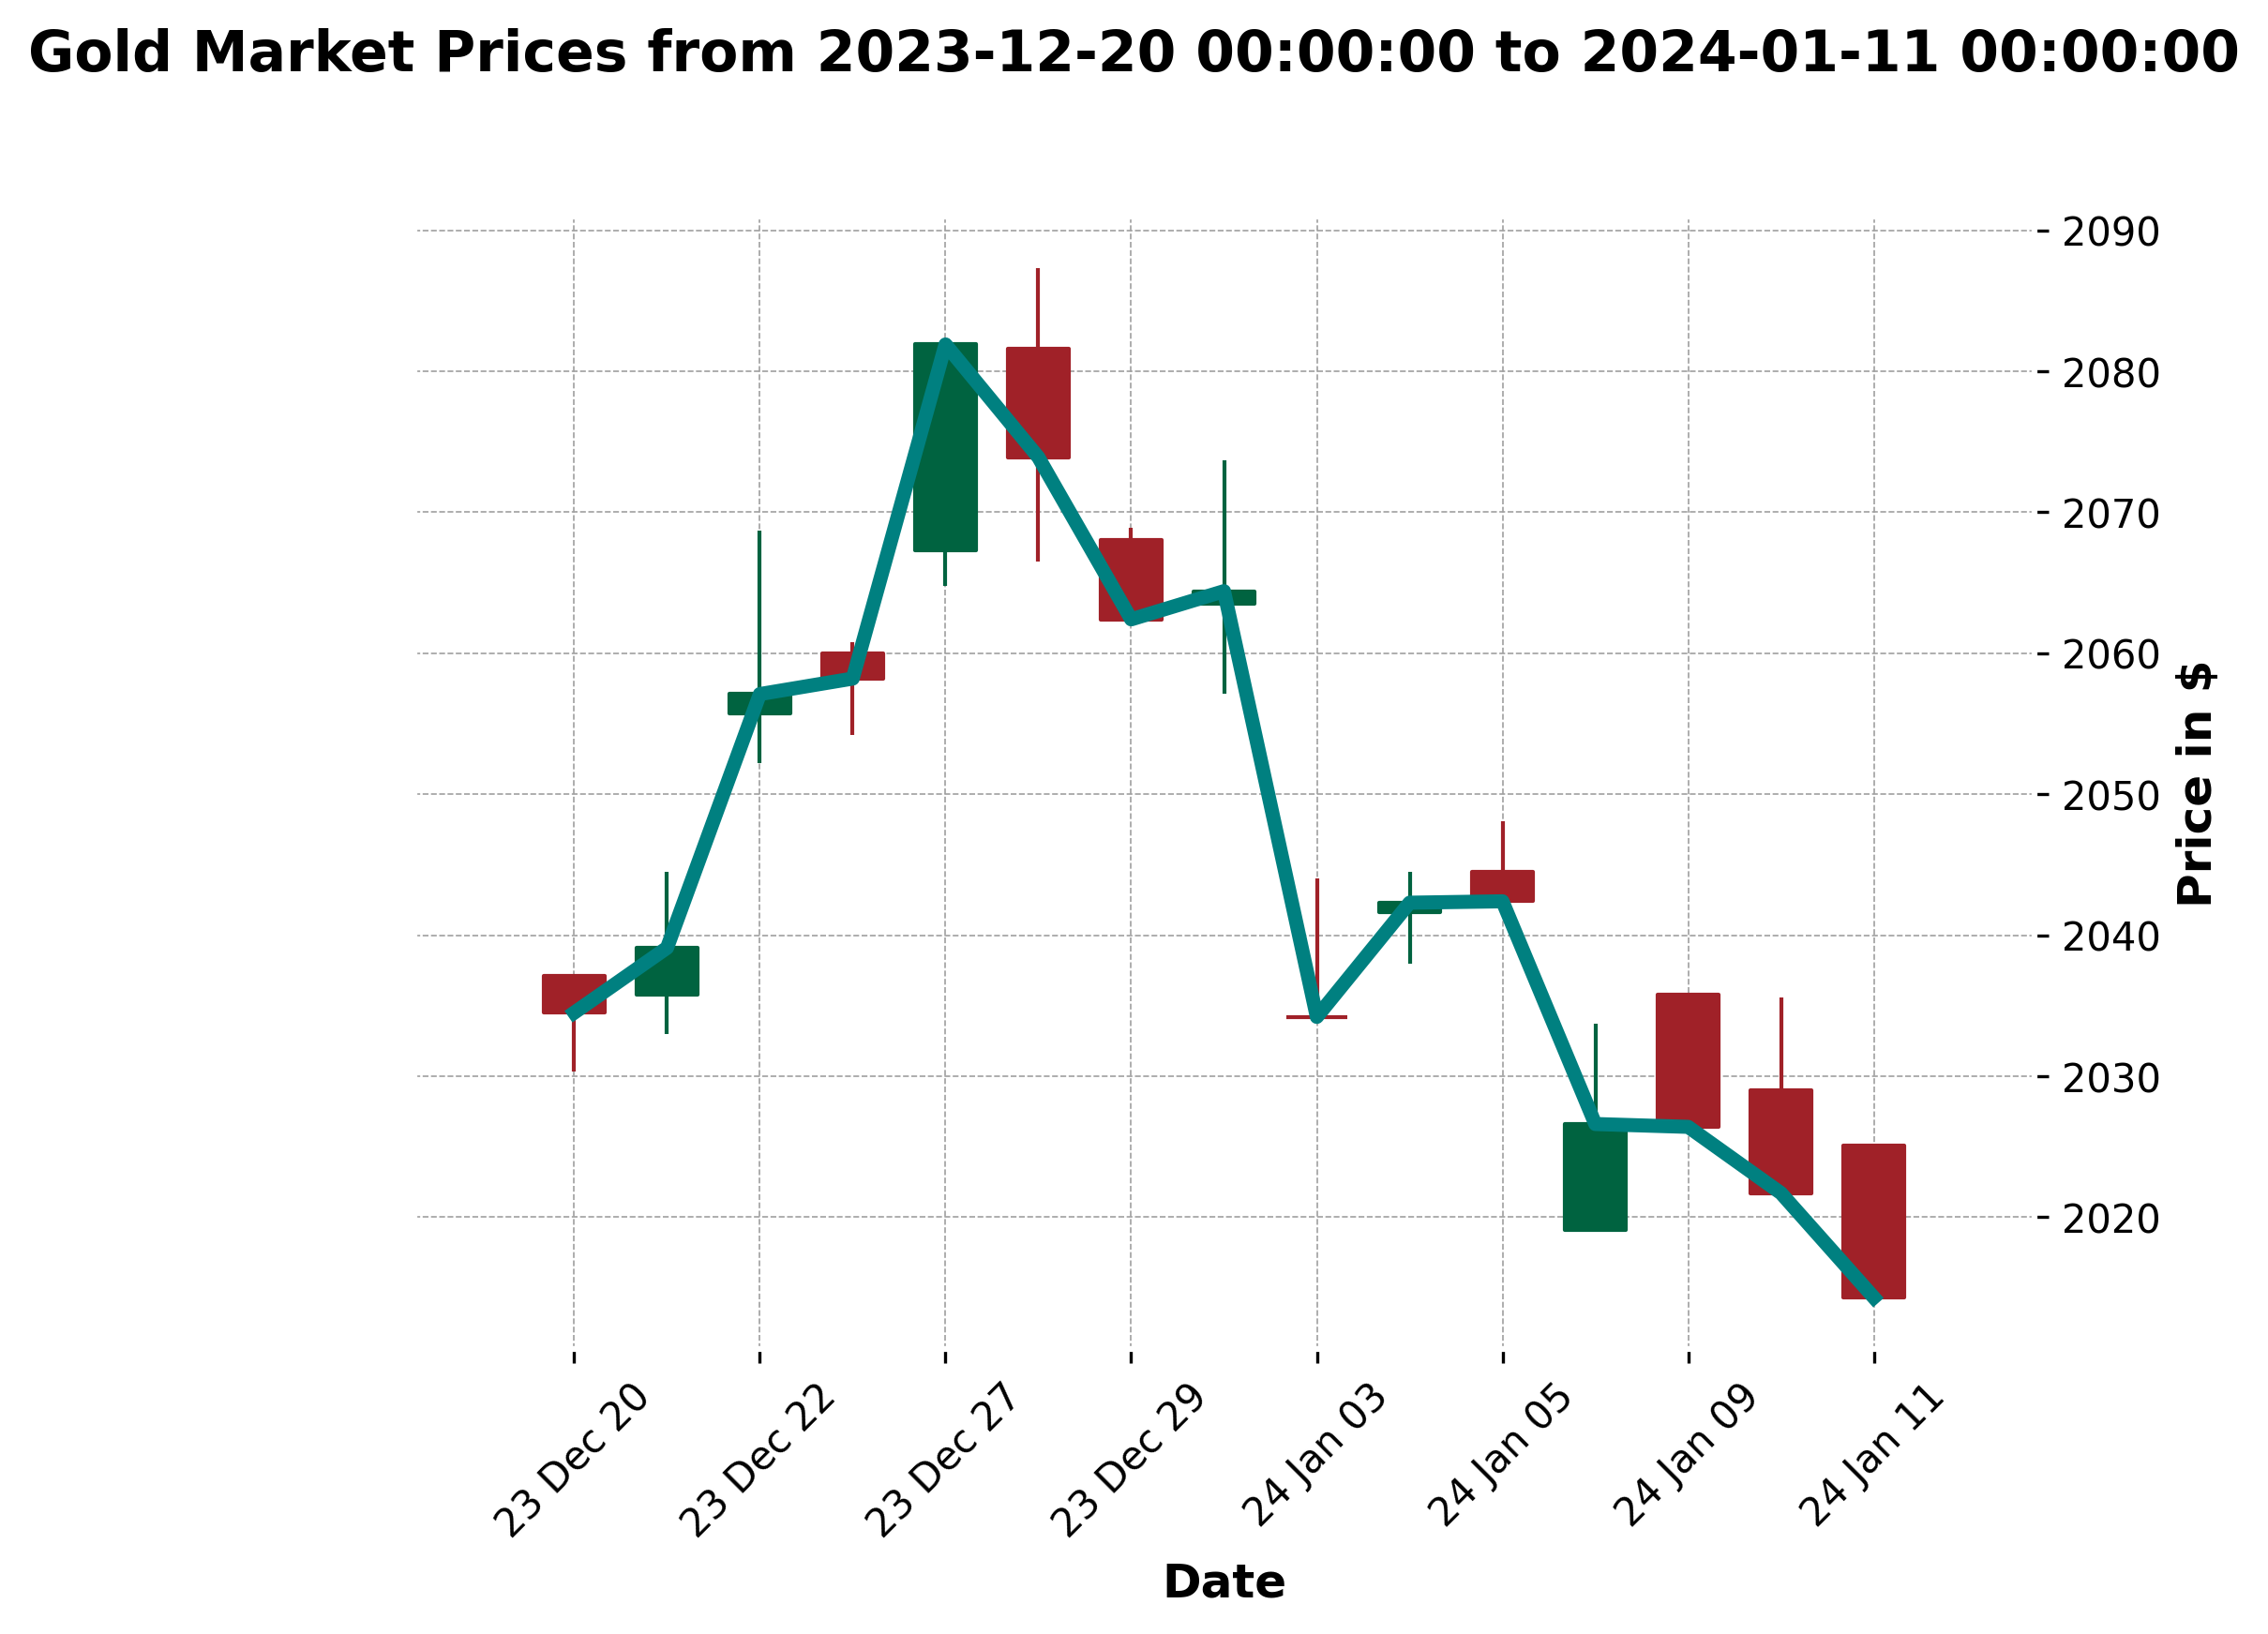 Gold Market Prices from 2023-12-20 00:00:00 to 2024-01-11 00:00:00
2090
2080
2070
2060
2050
2040
2030
2020
Price in $
23 Dec 20
23 Dec 22
23 Dec 27
23 Dec 29
24 Jan 03
24 Jan 05
24 Jan 09
24 Jan 11
Date